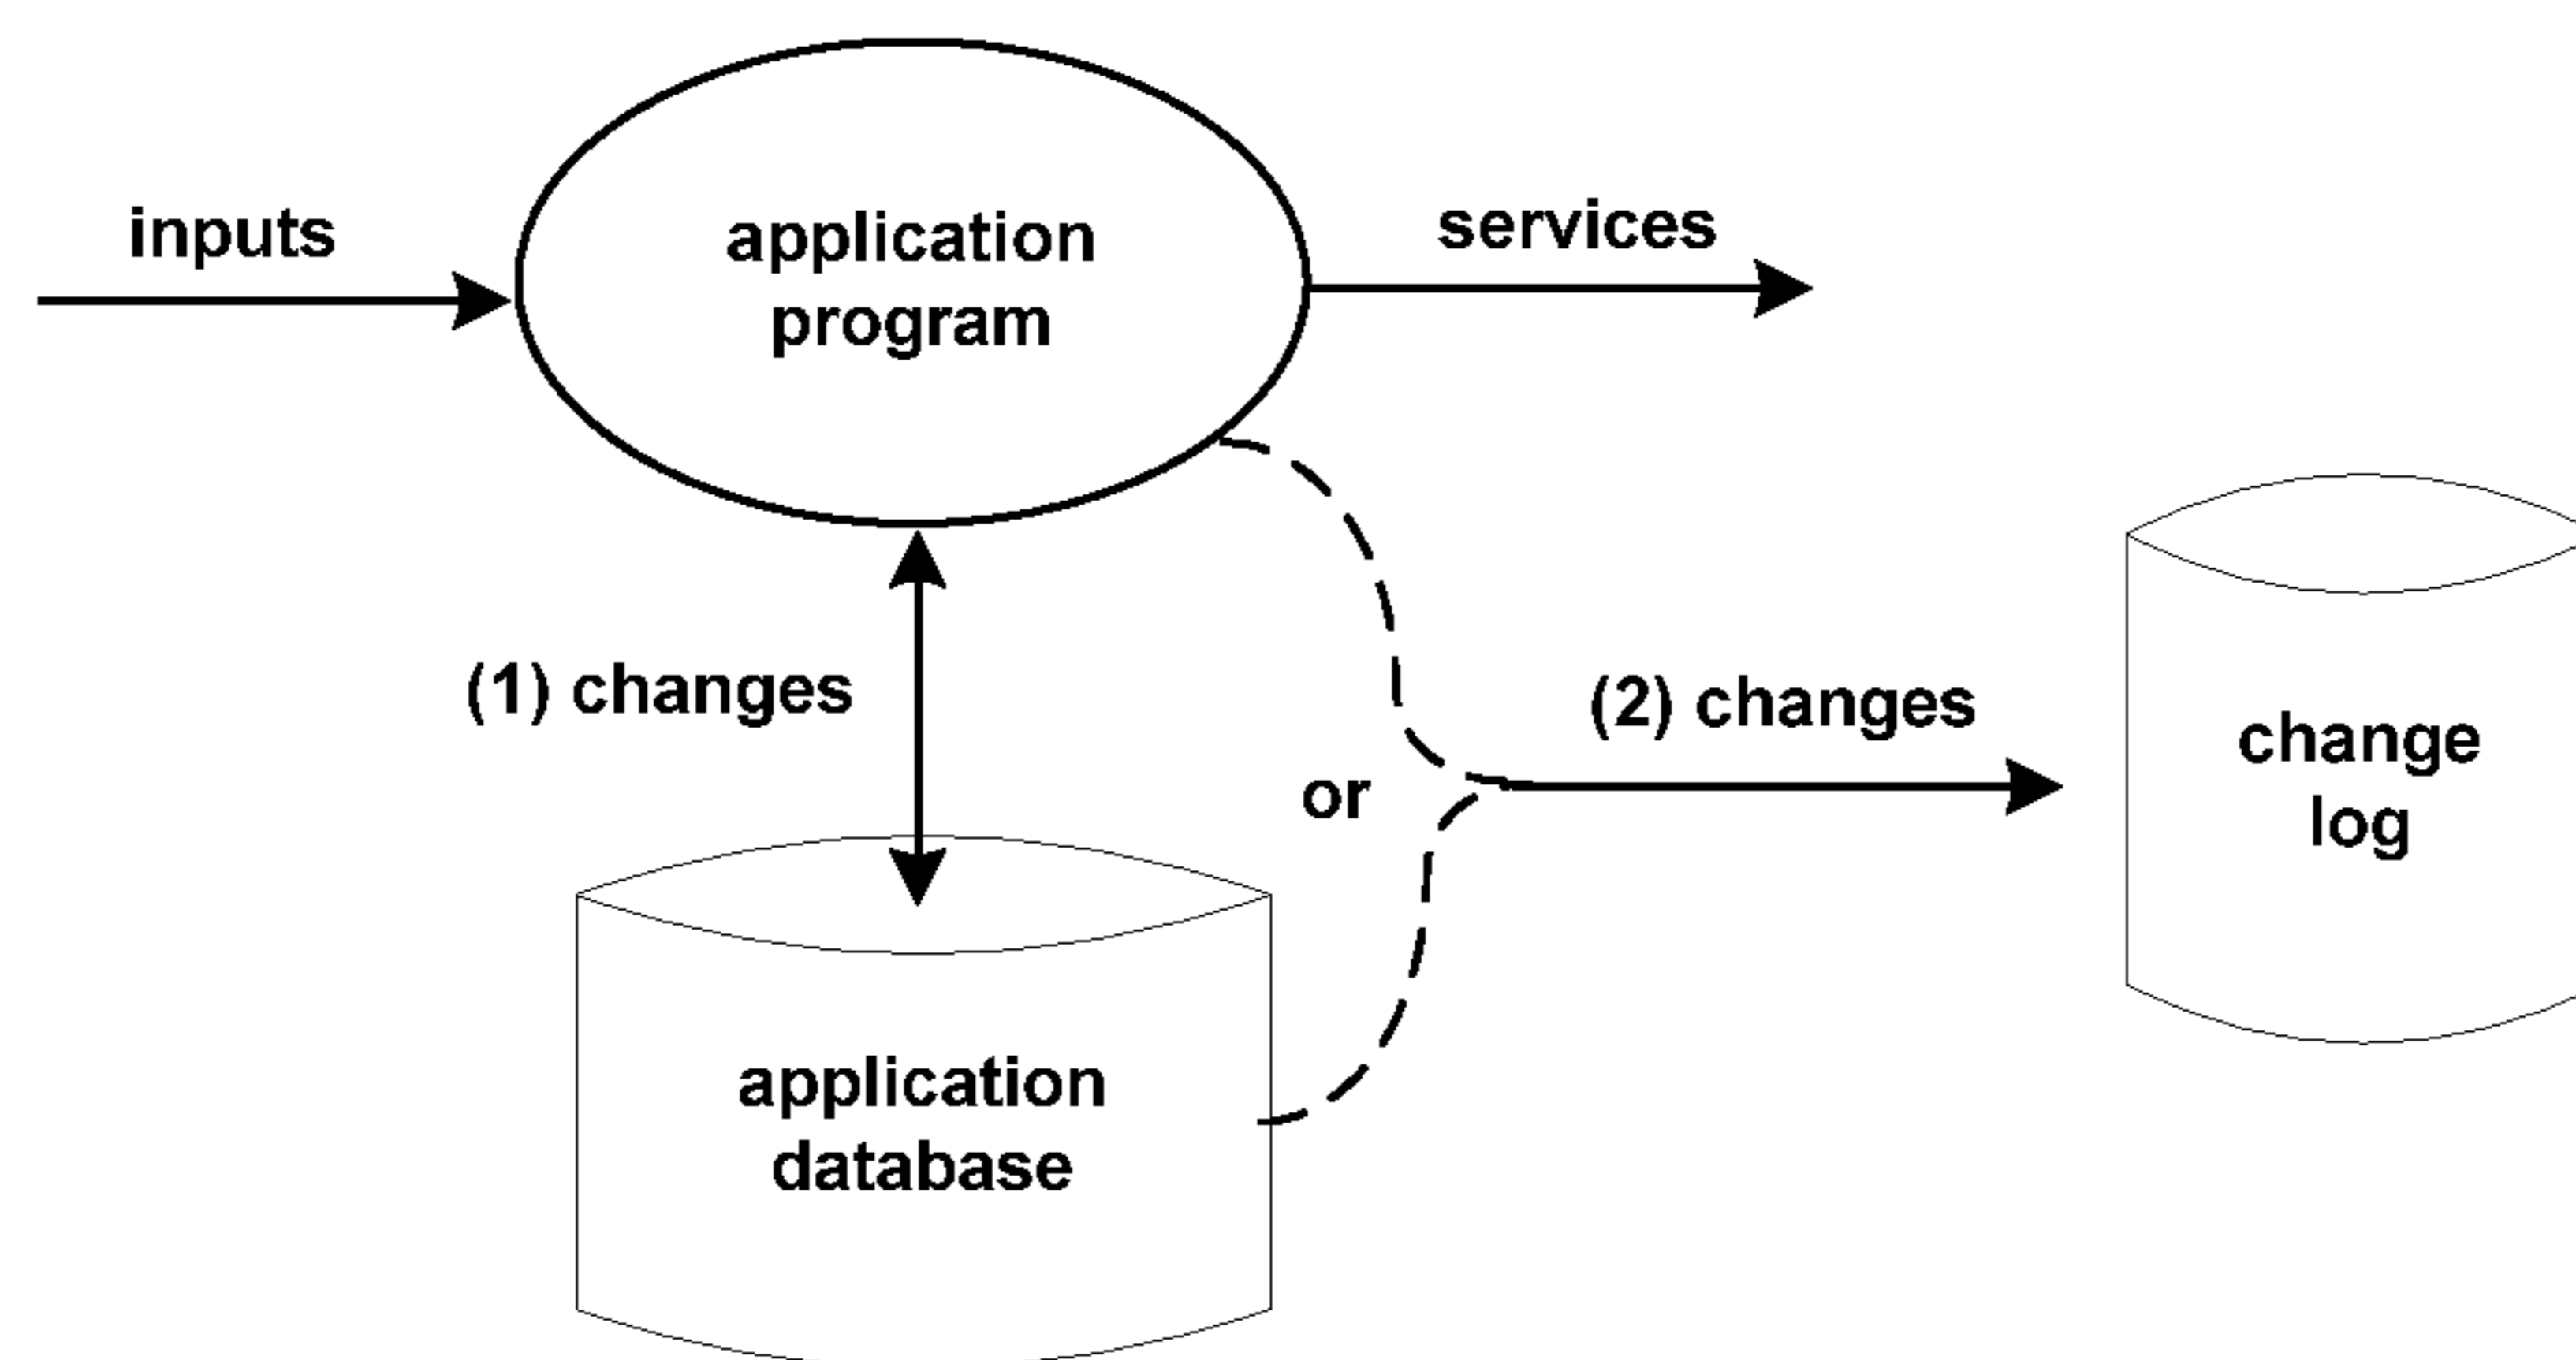 inputs
application
program
services
(1) changes
or
(2) changes
change
log
application
database